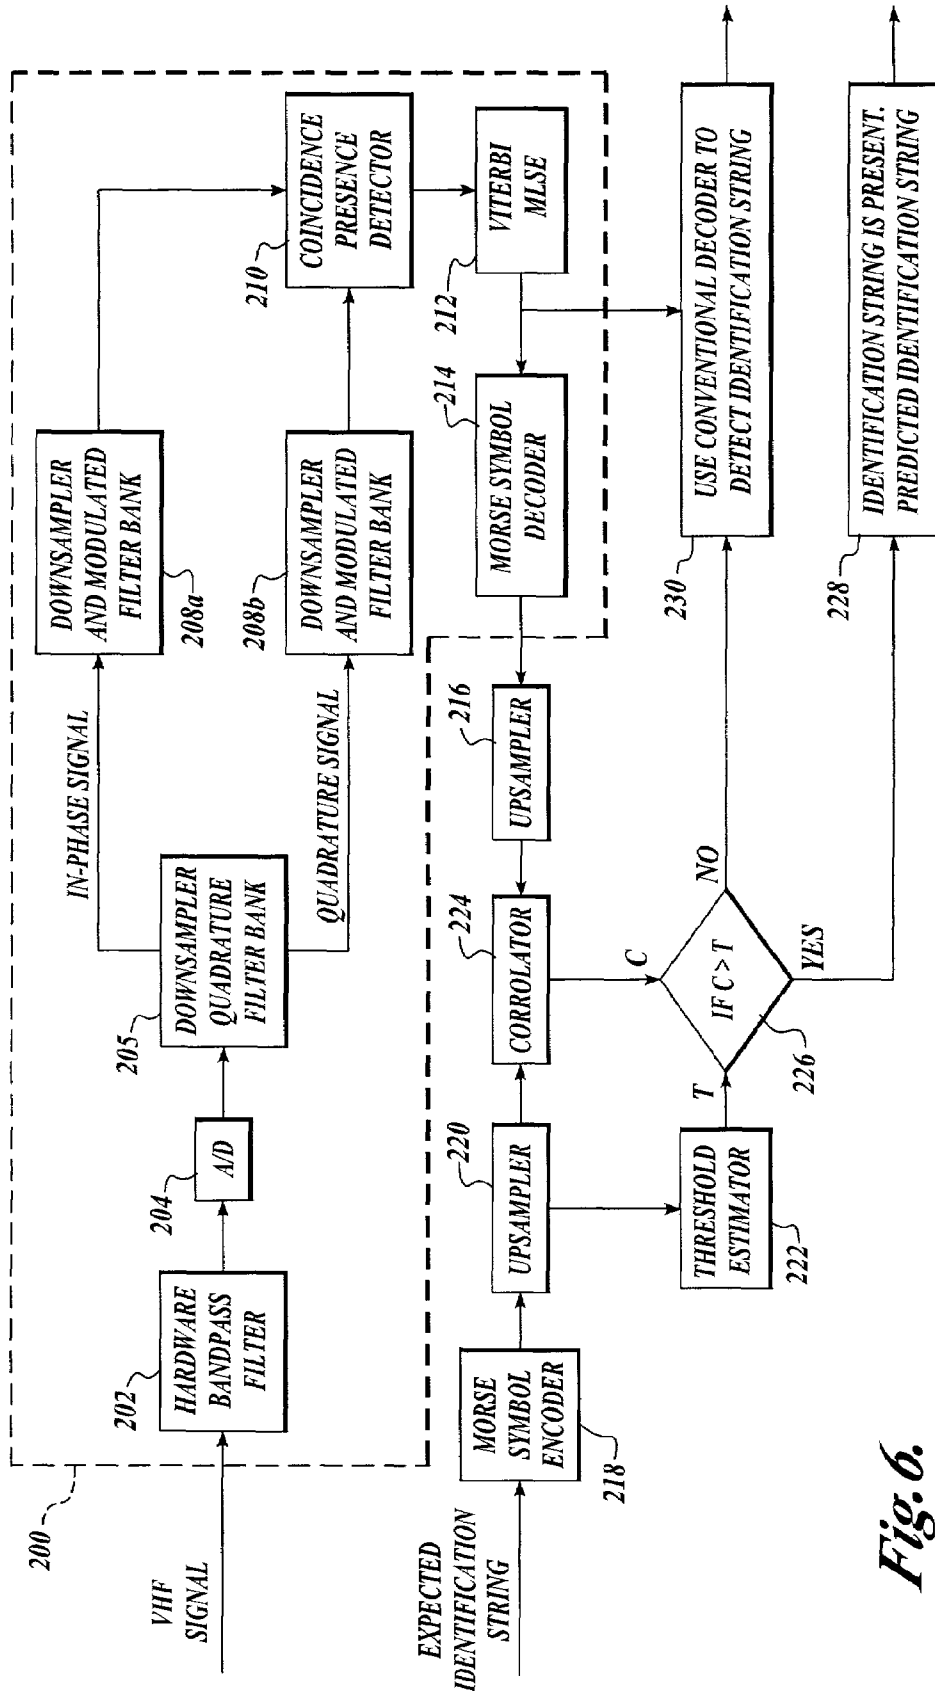 200
VHF
SIGNAL
202
HARDWARE
BANDPASS
FILTER
204
A/D
205
DOWNSAMPLER
QUADRATURE
FILTER BANK
IN-PHASE SIGNAL
QUADRATURE SIGNAL
DOWNSAMPLER
AND MODULATED
FILTER BANK
208a
DOWNSAMPLER
AND MODULATED
FILTER BANK
208b
COINCIDENCE
PRESENCE
DETECTOR
210
VITERBI
MLSE
212
214
MORSE SYMBOL
DECODER
216
UPSAMPLER
224
CORROLATOR
220
UPSAMPLER
EXPECTED
IDENTIFICATION
STRING
MORSE
SYMBOL
ENCODER
218
THRESHOLD
ESTIMATOR
222
T
C
IF C > T
226
NO
YES
USE CONVENTIONAL DECODER TO
DETECT IDENTIFICATION STRING
230
IDENTIFICATION STRING IS PRESENT.
PREDICTED IDENTIFICATION STRING
228
Fig. 6.